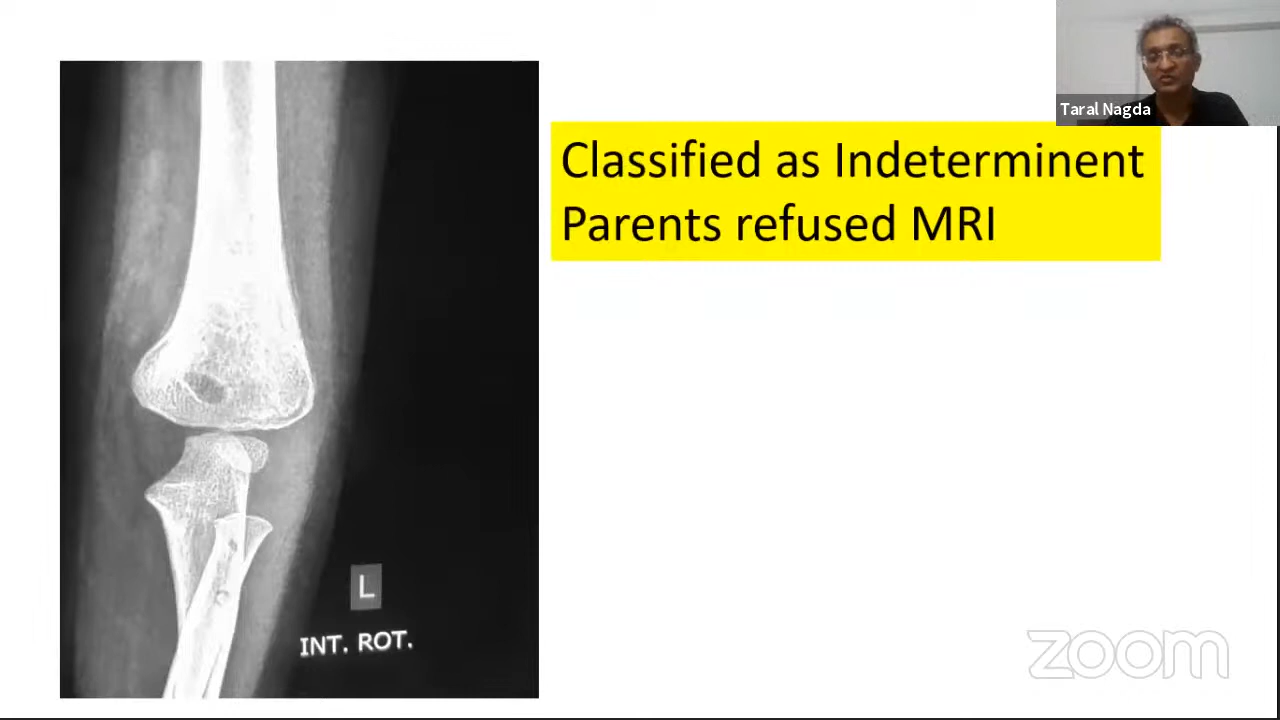 Taral Nagda
Classified as Indeterminent
Parents refused MRI
L
INT. ROT.
zoom